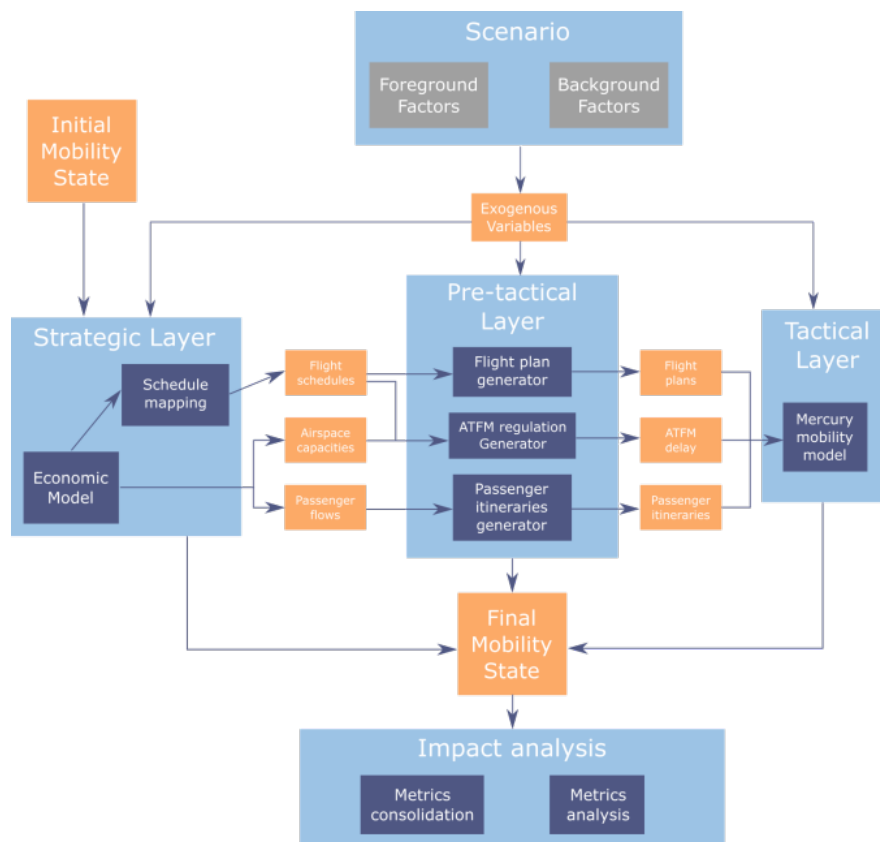 Scenario
Foreground
Factors
Background
Factors
Initial
Mobility
State
Exogenous
Variables
Strategic Layer
Schedule
mapping
Economic
Model
Flight
schedules
Airspace
capacities
Passenger
flows
Pre-tactical
Layer
Flight plan
generator
ATFM regulation
Generator
Passenger
itineraries
generator
Flight
plans
ATFM
delay
Passenger
itineraries
Tactical
Layer
Mercury
mobility
model
Final
Mobility
State
Impact analysis
Metrics
consolidation
Metrics
analysis